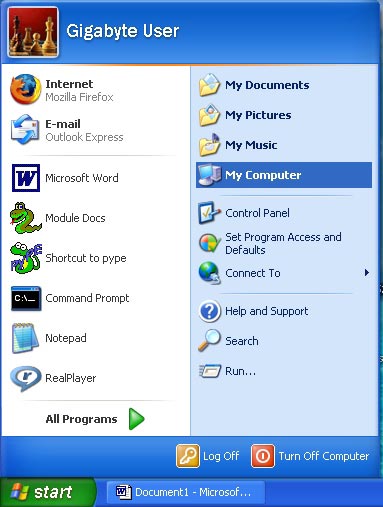 Gigabyte User
Internet
Mozilla Firefox
E-mail
Outlook Express
Microsoft Word
Module Docs
Shortcut to pype
C:\_
Command Prompt
Notepad
RealPlayer
All Programs
My Documents
My Pictures
My Music
My Computer
Control Panel
Set Program Access and
Defaults
Connect To
Help and Support
Search
Run...
Log Off
Turn Off Computer
start
Document1 - Microsof...